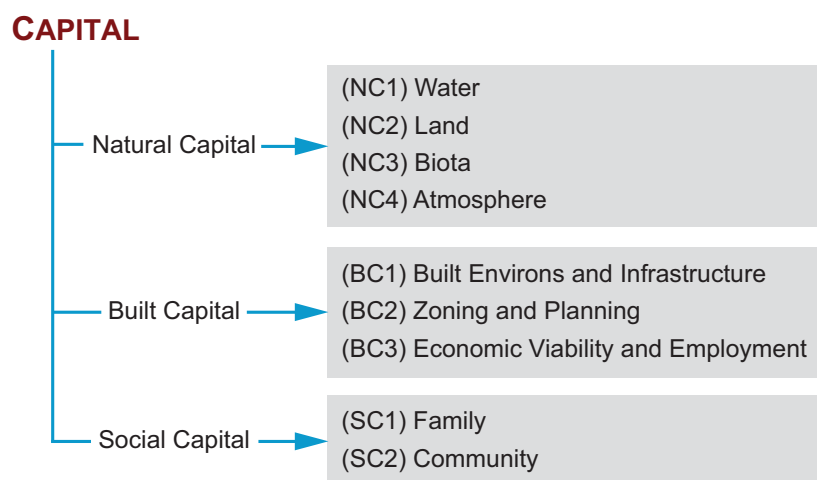 CAPITAL
Natural Capital
(NC1) Water
(NC2) Land
(NC3) Biota
(NC4) Atmosphere
Built Capital
(BC1) Built Environs and Infrastructure
(BC2) Zoning and Planning
(BC3) Economic Viability and Employment
Social Capital
(SC1) Family
(SC2) Community